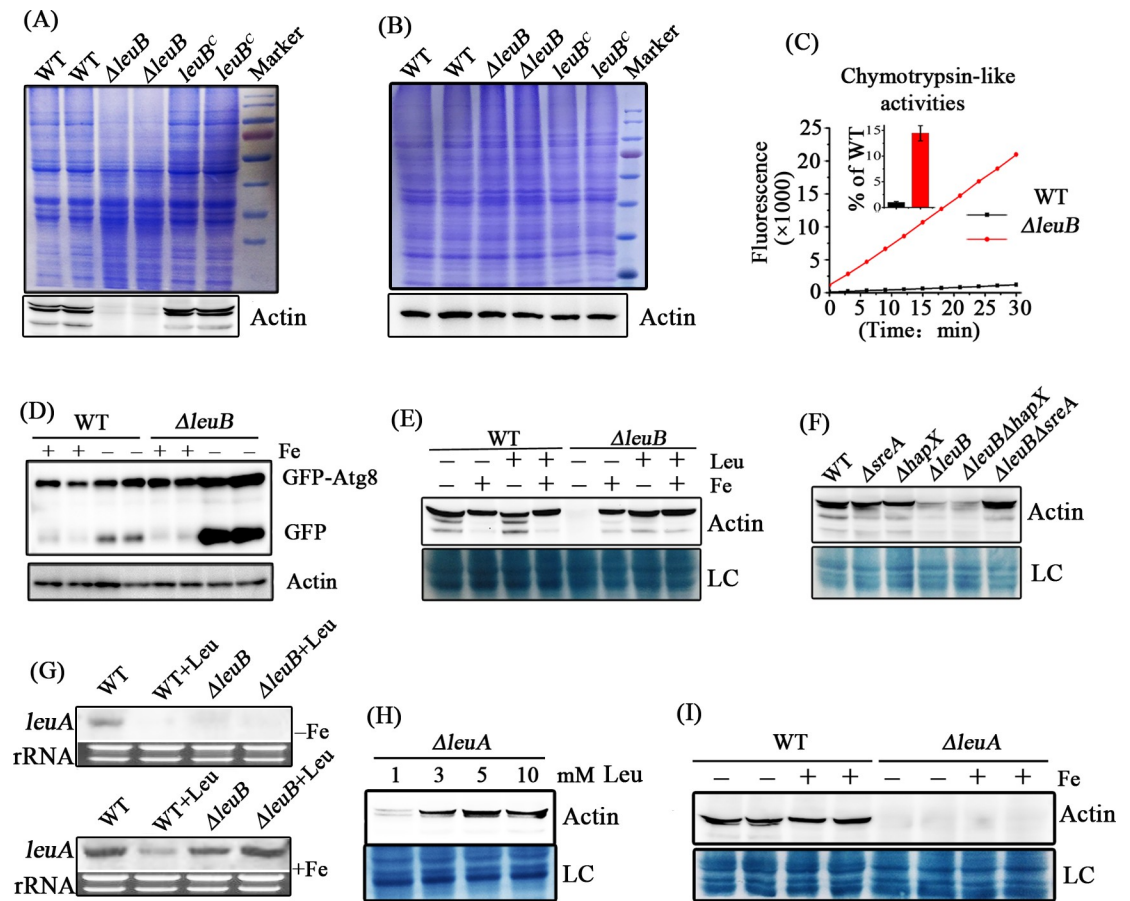 (A)
WT WT ΔleuB ΔleuB leuBᶜ leuBᶜ Marker
Actin
(B)
WT WT ΔleuB ΔleuB leuBᶜ leuBᶜ Marker
Actin
(C)
Chymotrypsin-like
activities
Fluorescence
(×1000)
25
20
15
10
5
0
% of WT
15
10
5
0
WT
ΔleuB
0 5 10 15 20 25 30
(Time: min)
(D)
WT ΔleuB
Fe + + – – + + – –
GFP-Atg8
GFP
Actin
(E)
WT ΔleuB
– – + + – – + + Leu
– + – + – + – + Fe
Actin
LC
(F)
WT ΔsreA ΔhapX ΔleuB ΔleuBΔhapX ΔleuBΔsreA
Actin
LC
(G)
WT WT+Leu ΔleuB ΔleuB+Leu
leuA
–Fe
rRNA
WT WT+Leu ΔleuB ΔleuB+Leu
leuA
+Fe
rRNA
(H)
ΔleuA
1 3 5 10 mM Leu
Actin
LC
(I)
WT ΔleuA
– – + + – – + + Fe
Actin
LC